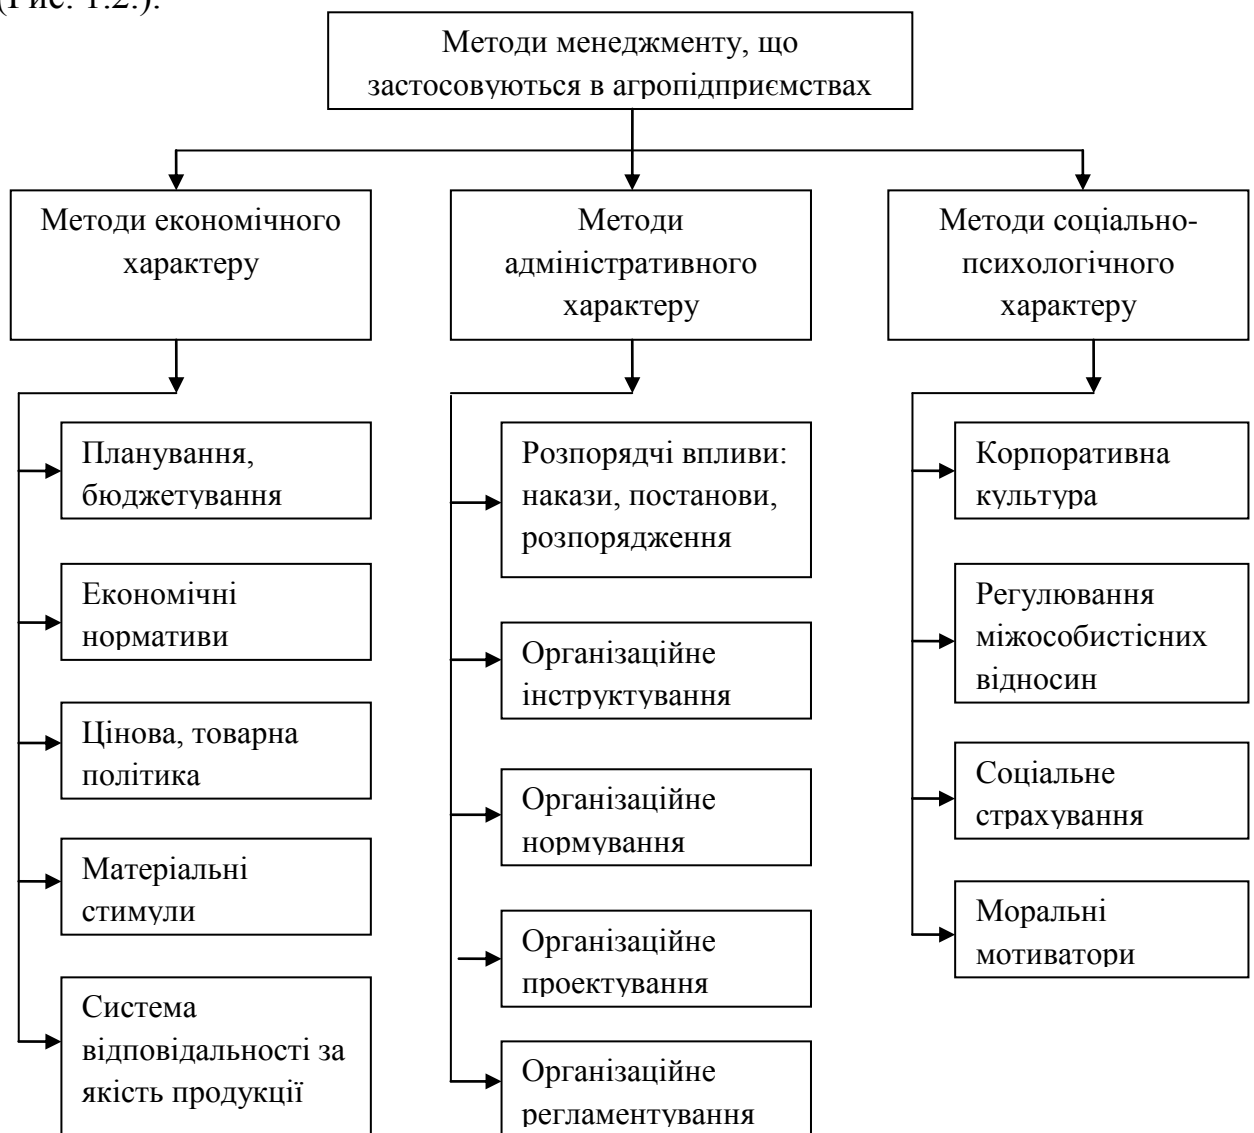 (Рис. 1.2.).
Методи менеджменту, що
застосовуються в агропідприємствах
Методи економічного
характеру
Методи
адміністративного
характеру
Методи соціально-
психологічного
характеру
Планування,
бюджетування
Економічні
нормативи
Цінова, товарна
політика
Матеріальні
стимули
Система
відповідальності за
якість продукції
Розпорядчі впливи:
накази, постанови,
розпорядження
Організаційне
інструктування
Організаційне
нормування
Організаційне
проектування
Організаційне
регламентування
Корпоративна
культура
Регулювання
міжособистісних
відносин
Соціальне
страхування
Моральні
мотиватори